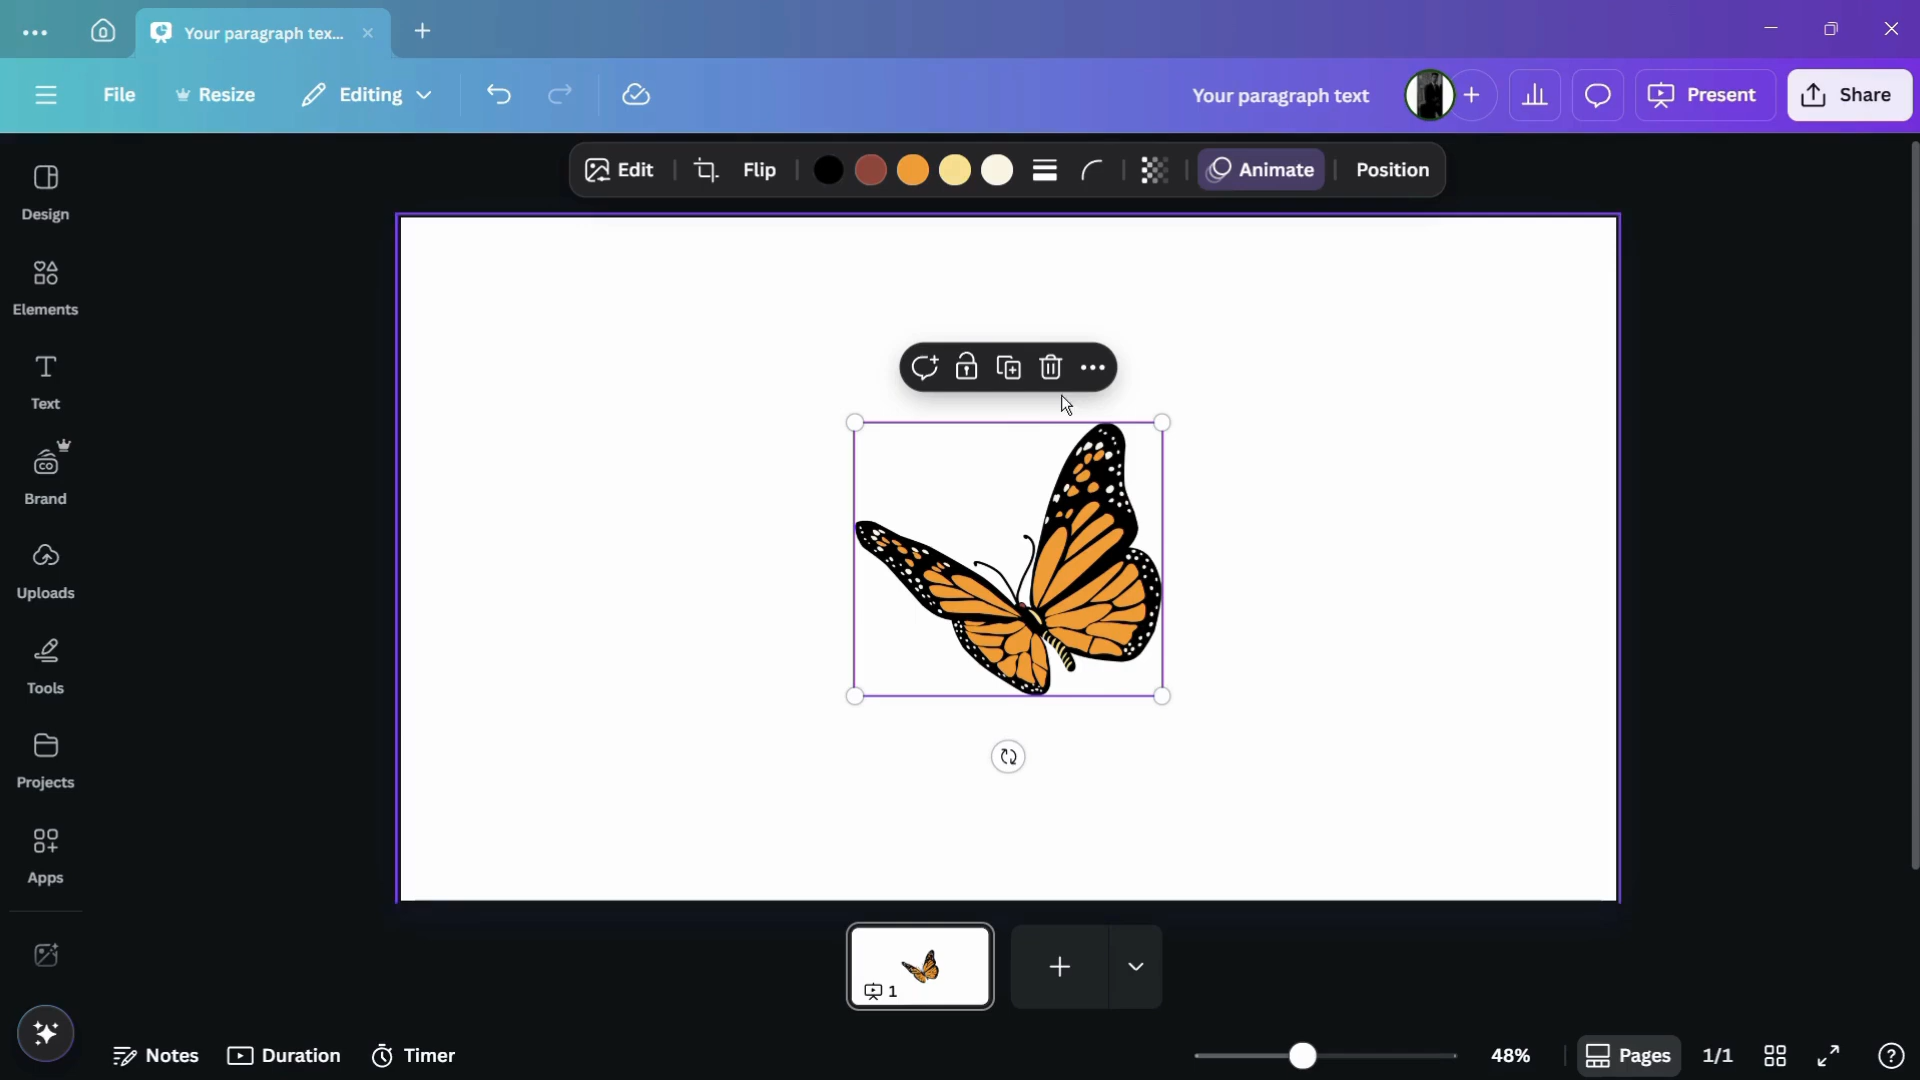 Your paragraph tex...
File
Resize
Editing
Your paragraph text
Present
Share
Edit
Flip
Animate
Position
Design
Elements
Text
CO
Brand
Uploads
Tools
Projects
Apps
1
Notes
Duration
Timer
48%
Pages
1/1
?